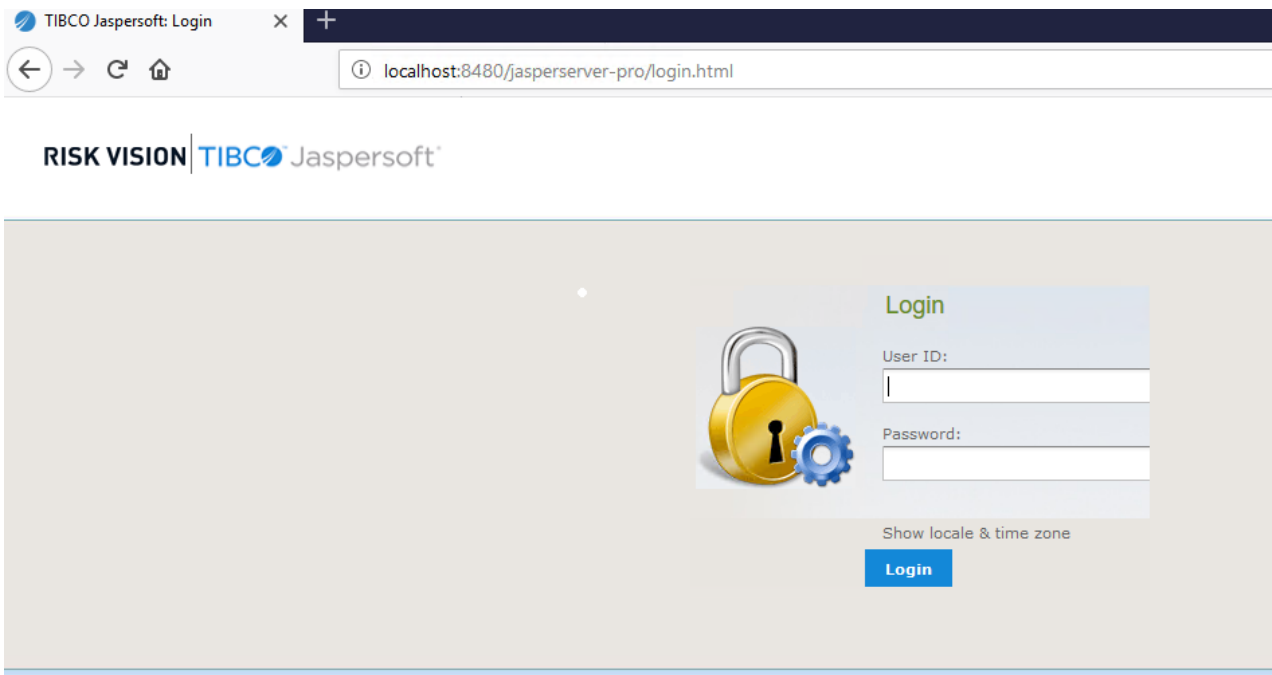 TIBCO Jaspersoft: Login
localhost:8480/jasperserver-pro/login.html
RISK VISION TIBCO Jaspersoft
Login
User ID:
Password:
Show locale & time zone
Login